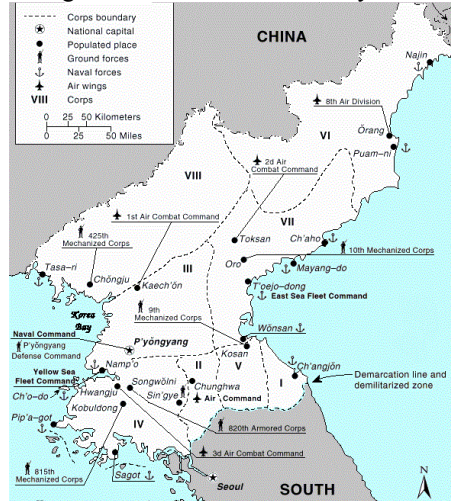 Corps boundary
National capital
Populated place
Ground forces
Naval forces
Air wings
VIII Corps
0 25 50 Kilometers
0 25 50 Miles
CHINA
Najin
8th Air Division
Ŏrang
Puam-ni
VI
2d Air
Combat Command
VIII
1st Air Combat Command
VII
425th
Mechanized Corps
Toksan
Ch'aho
III
Oro
10th Mechanized Corps
Tasa-ri
Mayang-do
Chŏngju
Kaech'ŏn
T'oejo-dong
East Sea Fleet Command
Korea
Bay
9th
Mechanized Corps
Wŏnsan
Naval Command
P'yŏngyang
P'yŏngyang
Defense Command
Kosan
Namp'o
II
V
I
Ch'angjŏn
Demarcation line and
demilitarized zone
Yellow Sea
Fleet Command
Songwŏlni
Chunghwa
Ch'o-do
Hwangju
Sin'gye
Air Command
Kobuldong
Pip'a-got
IV
820th Armored Corps
815th
Mechanized Corps
3d Air Combat Command
Sagot
Seoul
SOUTH
N